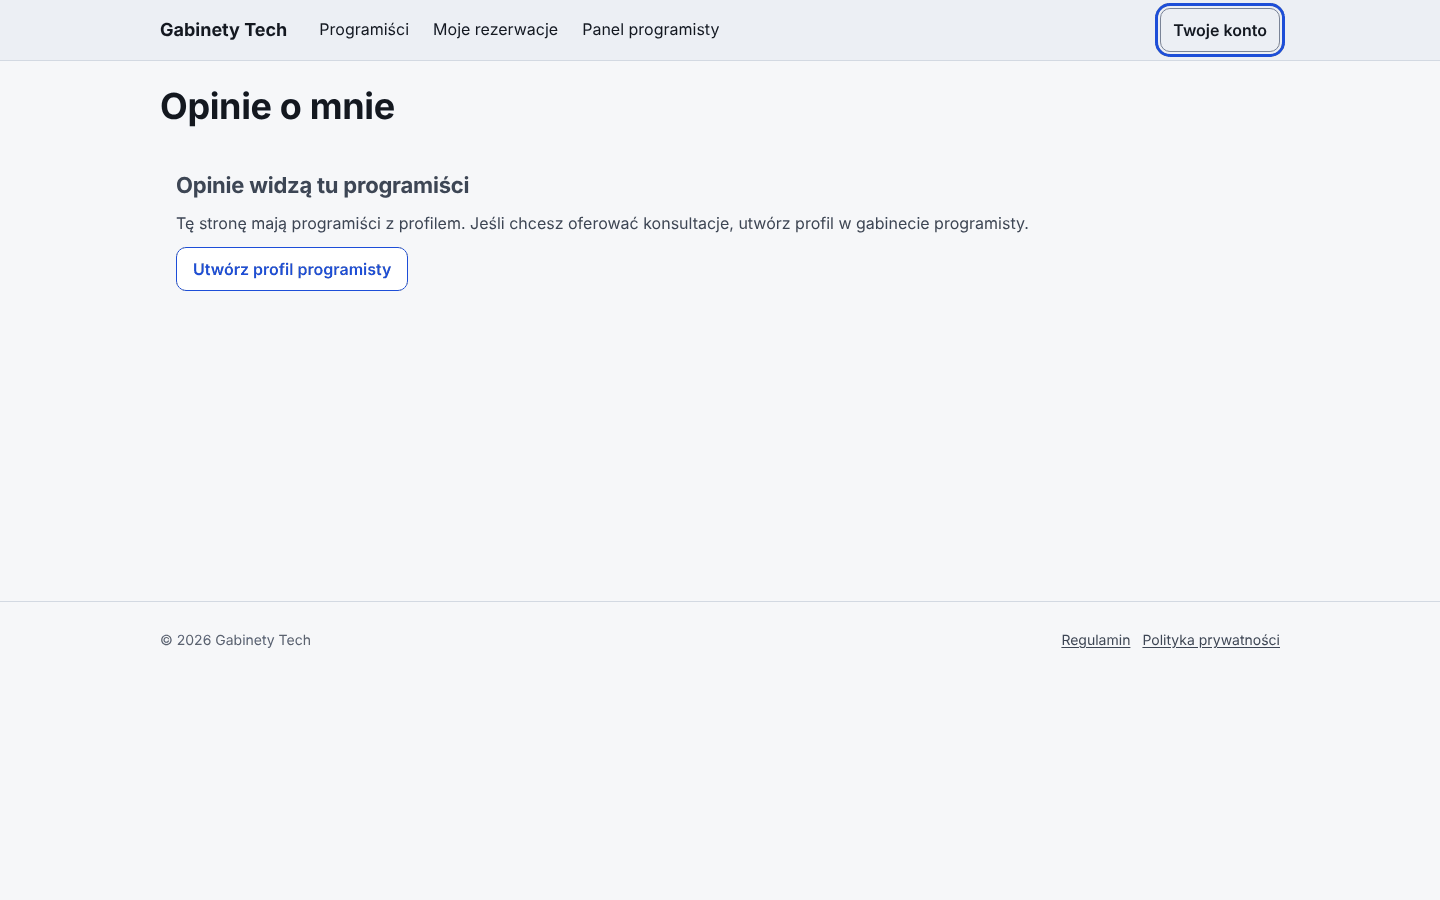 Gabinety Tech
Programiści
Moje rezerwacje
Panel programisty
Twoje konto
Opinie o mnie
Opinie widzą tu programiści
Tę stronę mają programiści z profilem. Jeśli chcesz oferować konsultacje, utwórz profil w gabinecie programisty.
Utwórz profil programisty
© 2026 Gabinety Tech
Regulamin
Polityka prywatności